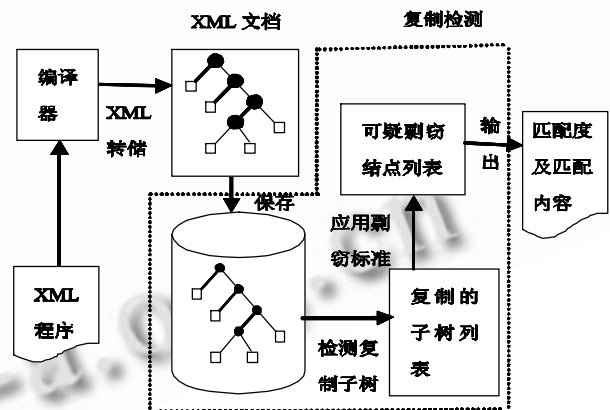 XML 文档
复制检测
编译
器
XML
转储
可疑剽窃
结点列表
输
出
匹配度
及匹配
内容
保存
应用剽
窃标准
XML
程序
复制的
子树列
表
检测复
制子树